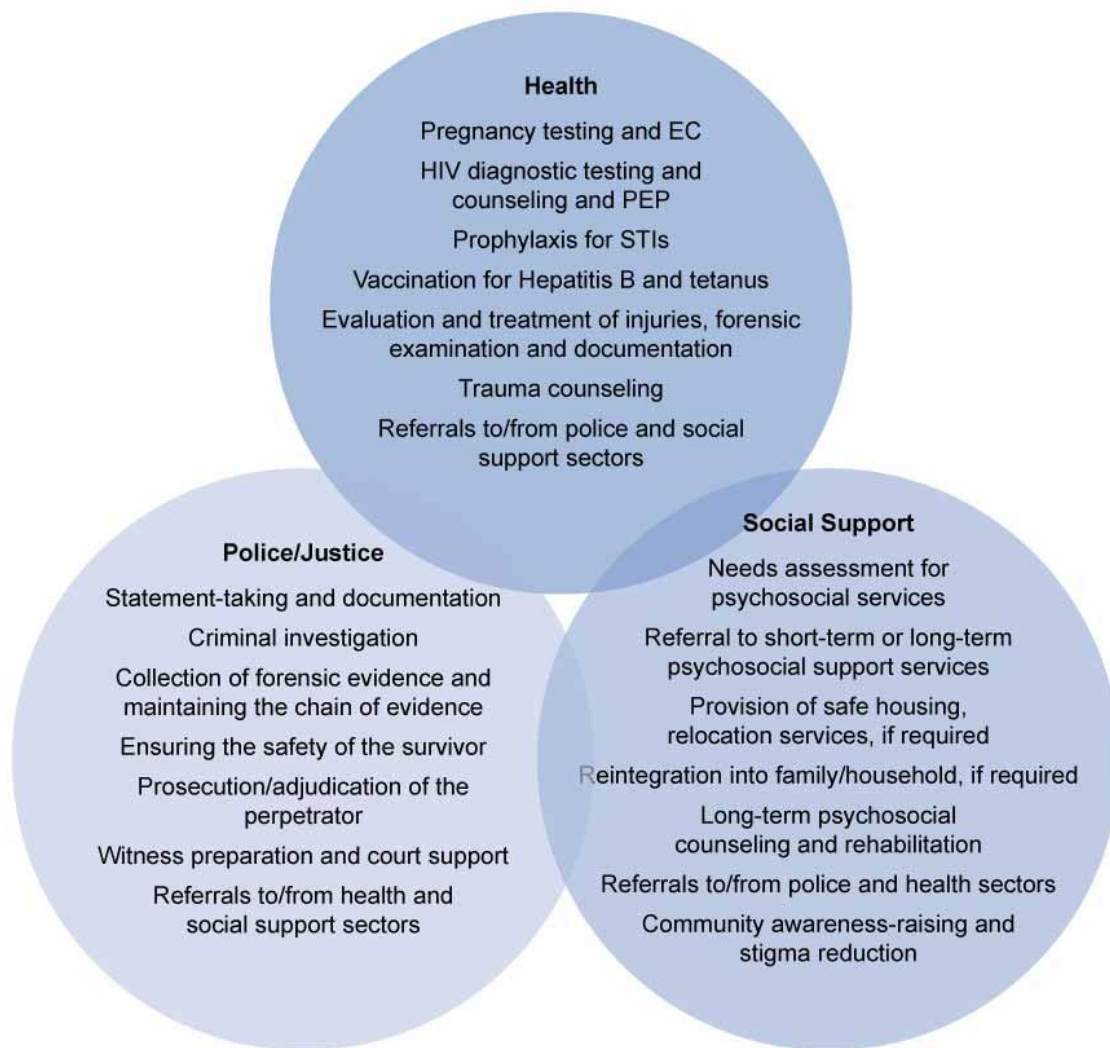 Health
Pregnancy testing and EC
HIV diagnostic testing and
counseling and PEP
Prophylaxis for STIs
Vaccination for Hepatitis B and tetanus
Evaluation and treatment of injuries, forensic
examination and documentation
Trauma counseling
Referrals to/from police and social
support sectors
Police/Justice
Statement-taking and documentation
Criminal investigation
Collection of forensic evidence and
maintaining the chain of evidence
Ensuring the safety of the survivor
Prosecution/adjudication of the
perpetrator
Witness preparation and court support
Referrals to/from health and
social support sectors
Social Support
Needs assessment for
psychosocial services
Referral to short-term or long-term
psychosocial support services
Provision of safe housing,
relocation services, if required
Reintegration into family/household, if required
Long-term psychosocial
counseling and rehabilitation
Referrals to/from police and health sectors
Community awareness-raising and
stigma reduction